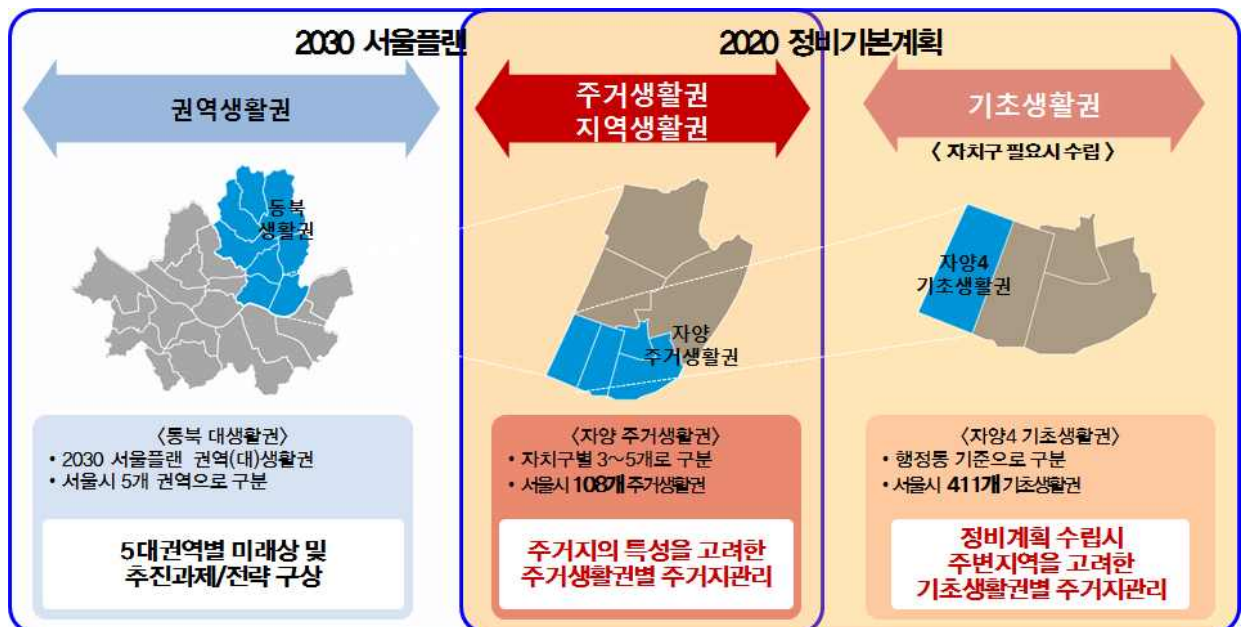 2030 서울플랜
2020 정비기본계획
권역생활권
주거생활권
지역생활권
기초생활권
< 자치구 필요시 수립 >
동북
생활권
자양
주거생활권
자양4
기초생활권
<동북 대생활권>
• 2030 서울플랜 권역(대)생활권
• 서울시 5개 권역으로 구분
5대권역별 미래상 및
추진과제/전략 구상
<자양 주거생활권>
• 자치구별 3~5개로 구분
• 서울시 108개 주거생활권
주거지의 특성을 고려한
주거생활권별 주거지관리
<자양4 기초생활권>
• 행정동 기준으로 구분
• 서울시 411개 기초생활권
정비계획 수립시
주변지역을 고려한
기초생활권별 주거지관리